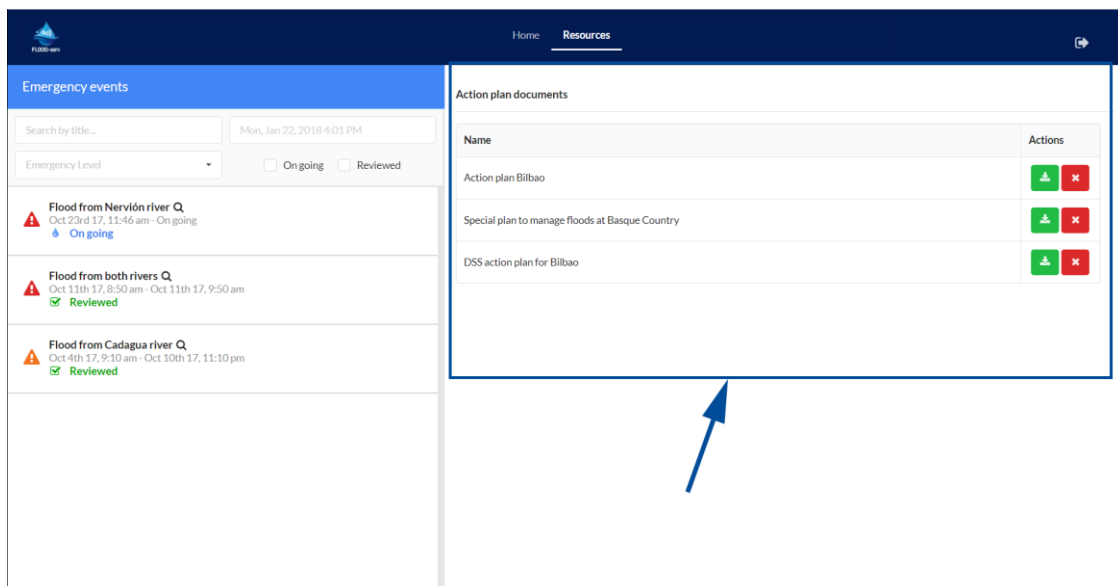 Home Resources
FLOOD-serv
Emergency events
Search by title... Mon, Jan 22, 2018 4:01 PM
Emergency Level On going Reviewed
Flood from Nervión river
Oct 23rd 17, 11:46 am - On going
On going
Flood from both rivers
Oct 11th 17, 8:50 am - Oct 11th 17, 9:50 am
Reviewed
Flood from Cadagua river
Oct 4th 17, 9:10 am - Oct 10th 17, 11:10 pm
Reviewed
Action plan documents
Name Actions
Action plan Bilbao
Special plan to manage floods at Basque Country
DSS action plan for Bilbao